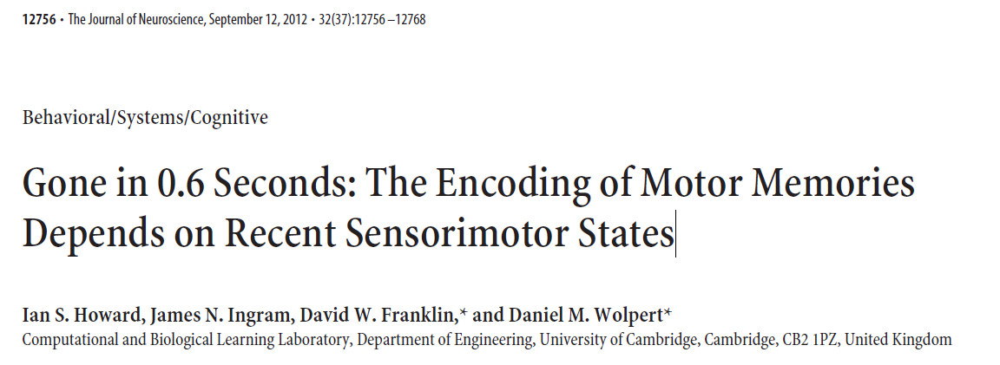 12756 • The Journal of Neuroscience, September 12, 2012 • 32(37):12756–12768
Behavioral/Systems/Cognitive
Gone in 0.6 Seconds: The Encoding of Motor Memories
Depends on Recent Sensorimotor States
Ian S. Howard, James N. Ingram, David W. Franklin,* and Daniel M. Wolpert*
Computational and Biological Learning Laboratory, Department of Engineering, University of Cambridge, Cambridge, CB2 1PZ, United Kingdom